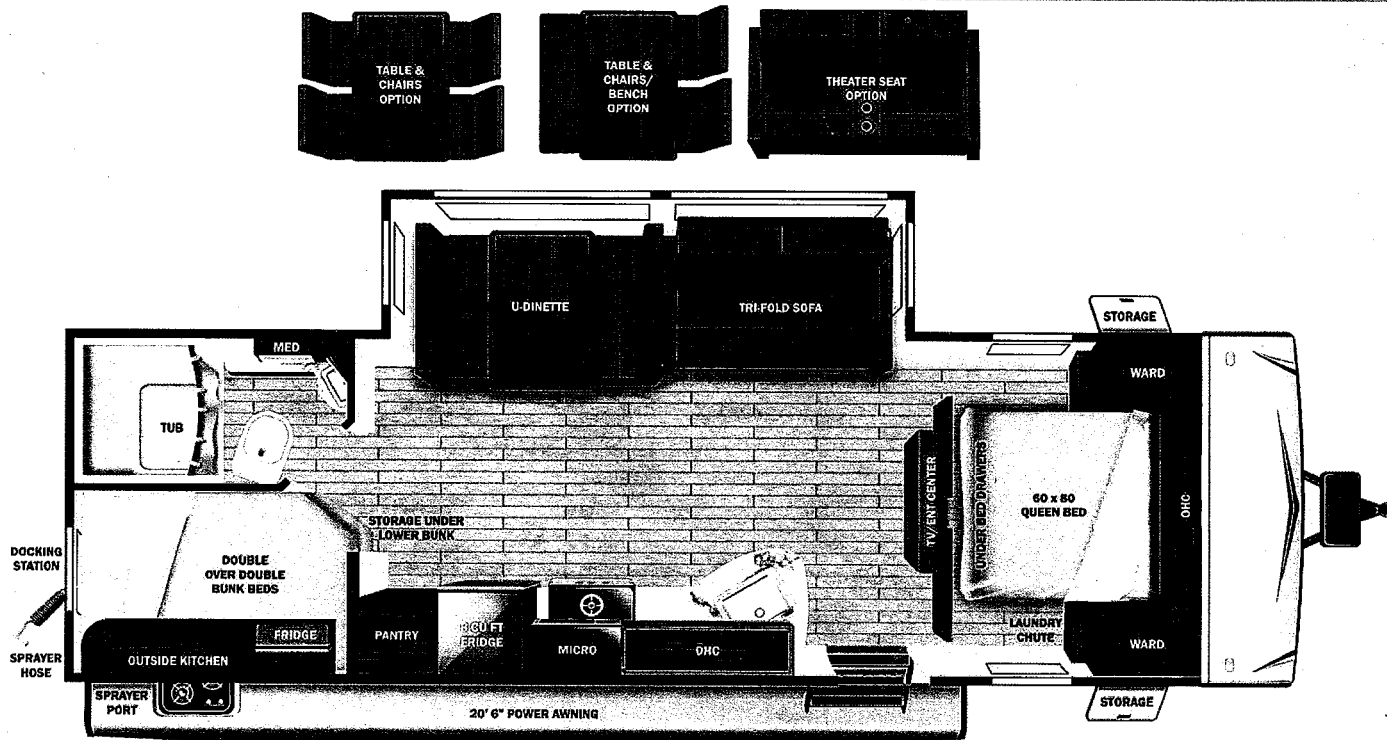 TABLE &
CHAIRS
OPTION
TABLE &
CHAIRS/
BENCH
OPTION
THEATER SEAT
OPTION
U-DINETTE
TRI-FOLD SOFA
STORAGE
MED
WARD
TUB
TV/ENT CENTER
UNDER BED DRAWERS
60 x 80
QUEEN BED
OHC
STORAGE UNDER
LOWER BUNK
DOCKING
STATION
DOUBLE
OVER DOUBLE
BUNK BEDS
LAUNDRY
CHUTE
FRIDGE
PANTRY
8 CU FT
FRIDGE
MICRO
OHC
WARD
SPRAYER
HOSE
OUTSIDE KITCHEN
SPRAYER
PORT
20' 6" POWER AWNING
STORAGE